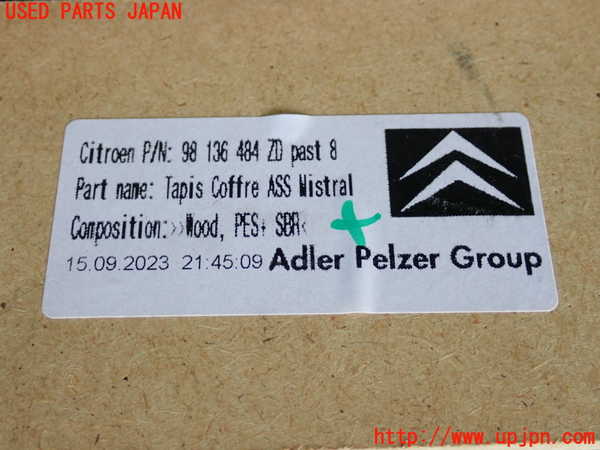 USED PARTS JAPAN
Citroen P/N: 98 136 484 ZD past 8
Part name: Tapis Coffre ASS Mistral
Composition:>>Wood, PES+ SBR<
15.09.2023 21:45:09 Adler Pelzer Group
http://www.upjpn.com/